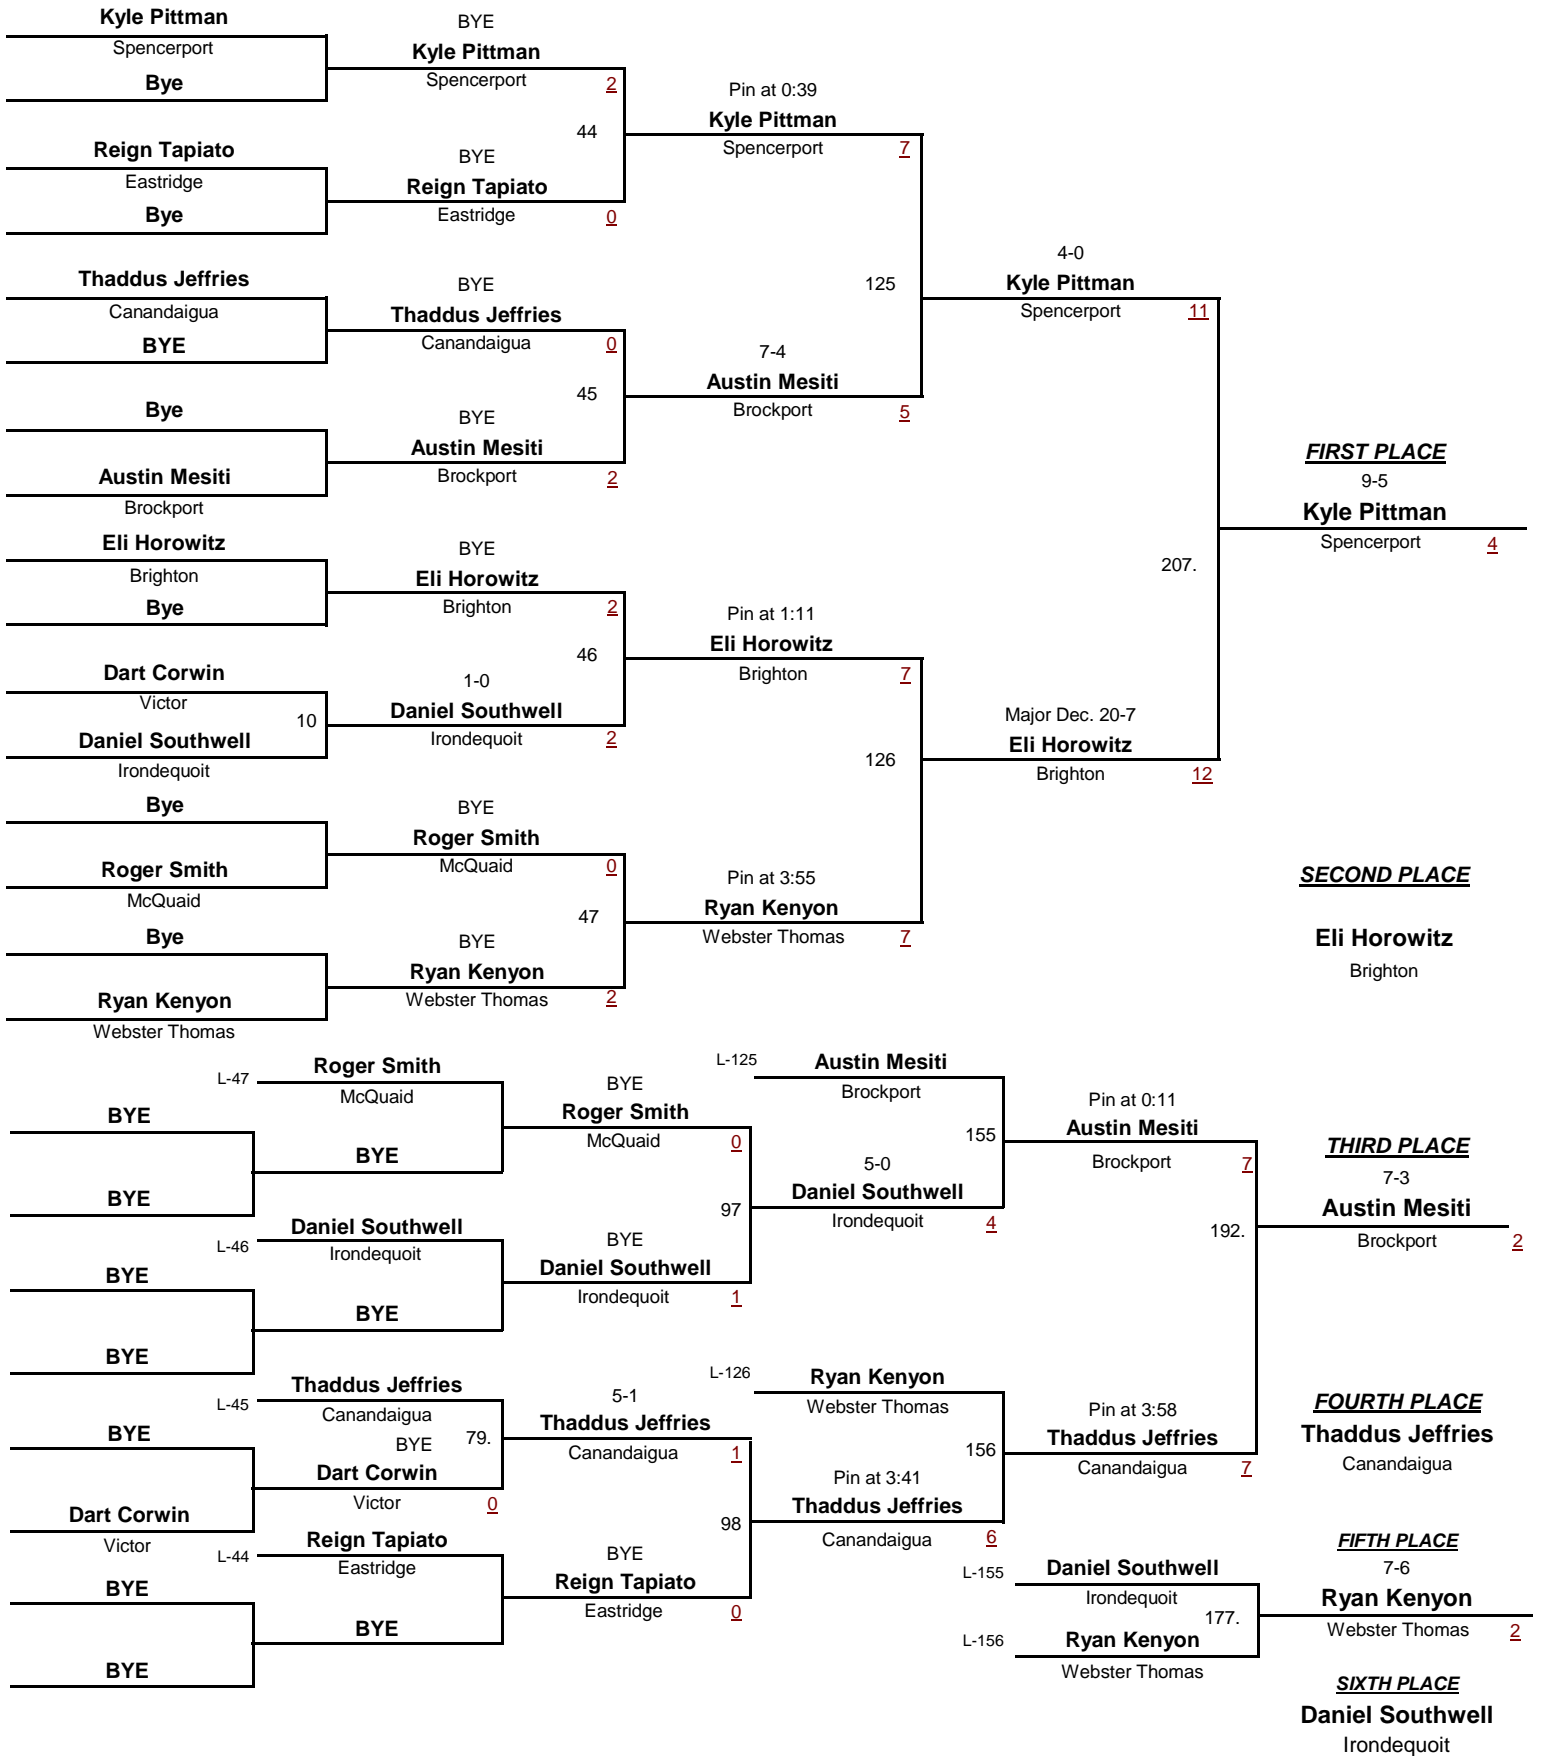 Kyle Pittman
Spencerport
Bye
Reign Tapiato
Eastridge
Bye
Thaddus Jeffries
Canandaigua
BYE
Bye
Austin Mesiti
Brockport
Eli Horowitz
Brighton
Bye
Dart Corwin
Victor
10
Daniel Southwell
Irondequoit
Bye
Roger Smith
McQuaid
Bye
Ryan Kenyon
Webster Thomas
BYE
Kyle Pittman
Spencerport
2
44
BYE
Reign Tapiato
Eastridge
0
BYE
Thaddus Jeffries
Canandaigua
0
45
BYE
Austin Mesiti
Brockport
2
BYE
Eli Horowitz
Brighton
2
46
1-0
Daniel Southwell
Irondequoit
2
BYE
Roger Smith
McQuaid
0
47
BYE
Ryan Kenyon
Webster Thomas
2
Pin at 0:39
Kyle Pittman
Spencerport
7
125
7-4
Austin Mesiti
Brockport
5
Pin at 1:11
Eli Horowitz
Brighton
7
126
Pin at 3:55
Ryan Kenyon
Webster Thomas
7
4-0
Kyle Pittman
Spencerport
11
207.
Major Dec. 20-7
Eli Horowitz
Brighton
12
FIRST PLACE
9-5
Kyle Pittman
Spencerport
4
SECOND PLACE
Eli Horowitz
Brighton
BYE
BYE
BYE
BYE
BYE
Dart Corwin
Victor
BYE
BYE
L-47
Roger Smith
McQuaid
BYE
L-46
Daniel Southwell
Irondequoit
BYE
L-45
Thaddus Jeffries
Canandaigua
BYE
79.
Dart Corwin
Victor
0
L-44
Reign Tapiato
Eastridge
BYE
BYE
Roger Smith
McQuaid
0
97
BYE
Daniel Southwell
Irondequoit
1
5-1
Thaddus Jeffries
Canandaigua
1
98
BYE
Reign Tapiato
Eastridge
0
L-125
Austin Mesiti
Brockport
155
5-0
Daniel Southwell
Irondequoit
4
L-126
Ryan Kenyon
Webster Thomas
156
Pin at 3:41
Thaddus Jeffries
Canandaigua
6
Pin at 0:11
Austin Mesiti
Brockport
7
192.
Pin at 3:58
Thaddus Jeffries
Canandaigua
7
L-155
Daniel Southwell
Irondequoit
177.
L-156
Ryan Kenyon
Webster Thomas
THIRD PLACE
7-3
Austin Mesiti
Brockport
2
FOURTH PLACE
Thaddus Jeffries
Canandaigua
FIFTH PLACE
7-6
Ryan Kenyon
Webster Thomas
2
SIXTH PLACE
Daniel Southwell
Irondequoit